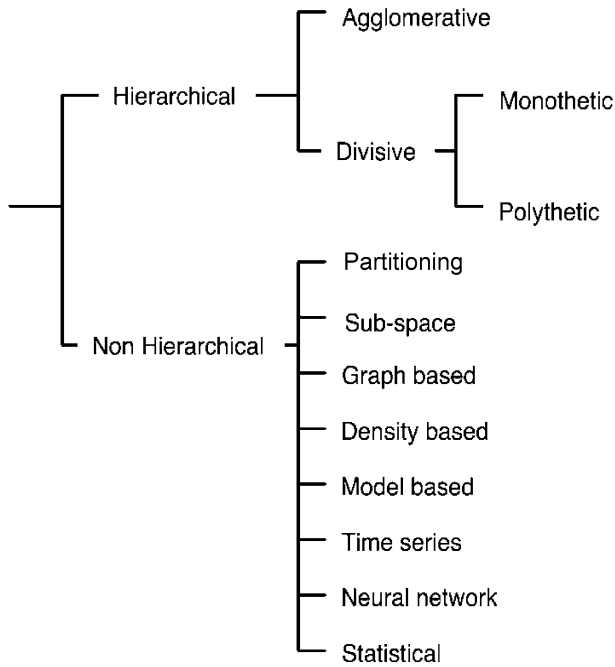 Agglomerative
Hierarchical
Monothetic
Divisive
Polythetic
Partitioning
Sub-space
Non Hierarchical
Graph based
Density based
Model based
Time series
Neural network
Statistical